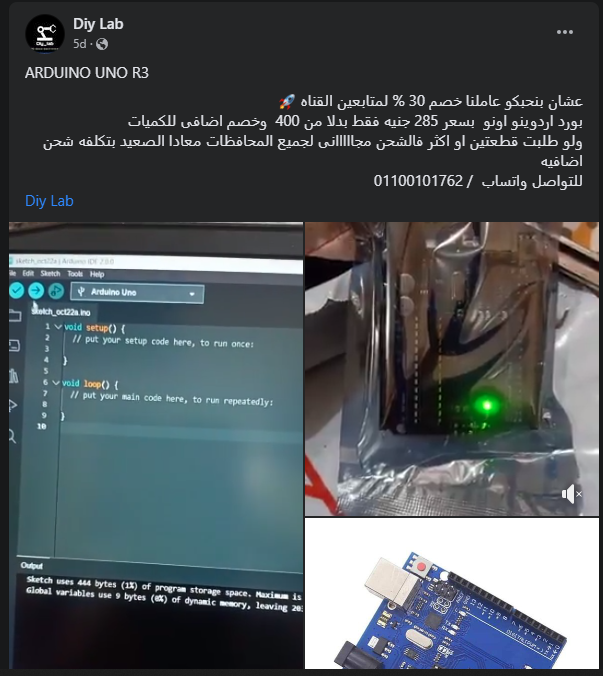 Diy Lab
5d
ARDUINO UNO R3
عشان بنحبكو عاملنا خصم 30 % لمتابعين القناه 🚀
بورد اردوينو اونو بسعر 285 جنيه فقط بدلا من 400 وخصم اضافى للكميات
ولو طلبت قطعتين او اكثر فالشحن مجااااانى لجميع المحافظات معادا الصعيد بتكلفه شحن
اضافيه
للتواصل واتساب / 01100101762
Diy Lab
sketch_oct22a | Arduino IDE 2.0.0
File Edit Sketch Tools Help
Arduino Uno
sketch_oct22a.ino
1 void setup() {
2 // put your setup code here, to run once:
3
4 }
5
6 void loop() {
7 // put your main code here, to run repeatedly:
8
9 }
10
Output
Sketch uses 444 bytes (1%) of program storage space. Maximum is
Global variables use 9 bytes (0%) of dynamic memory, leaving 203